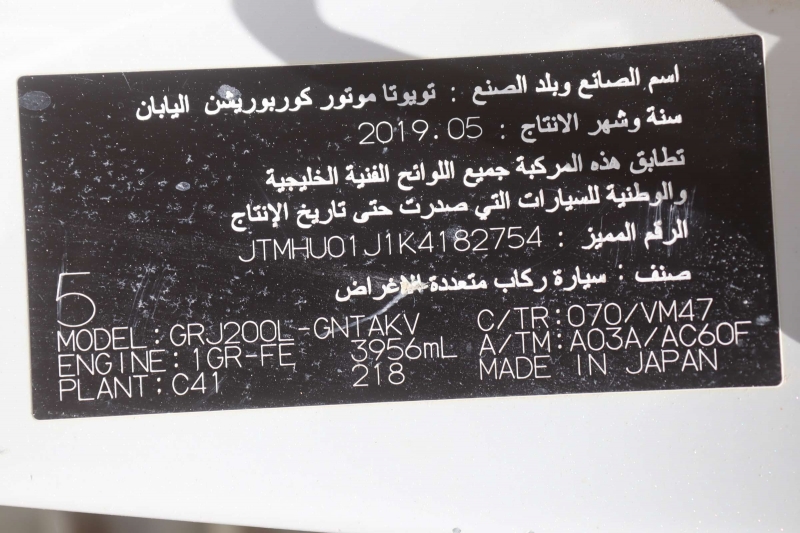 اسم الصانع وبلد الصنع : تويوتا موتور كوربوريشن اليابان
سنة وشهر الانتاج : 2019.05
تطابق هذه المركبة جميع اللوائح الفنية الخليجية
والوطنية للسيارات التي صدرت حتى تاريخ الإنتاج
الرقم المميز : JTMHU01J1K4182754
صنف : سيارة ركاب متعددة الاغراض
5
MODEL:GRJ200L-GNTAKV C/TR:070/VM47
ENGINE:1GR-FE 3956mL A/TM:A03A/AC60F
PLANT:C41 218 MADE IN JAPAN